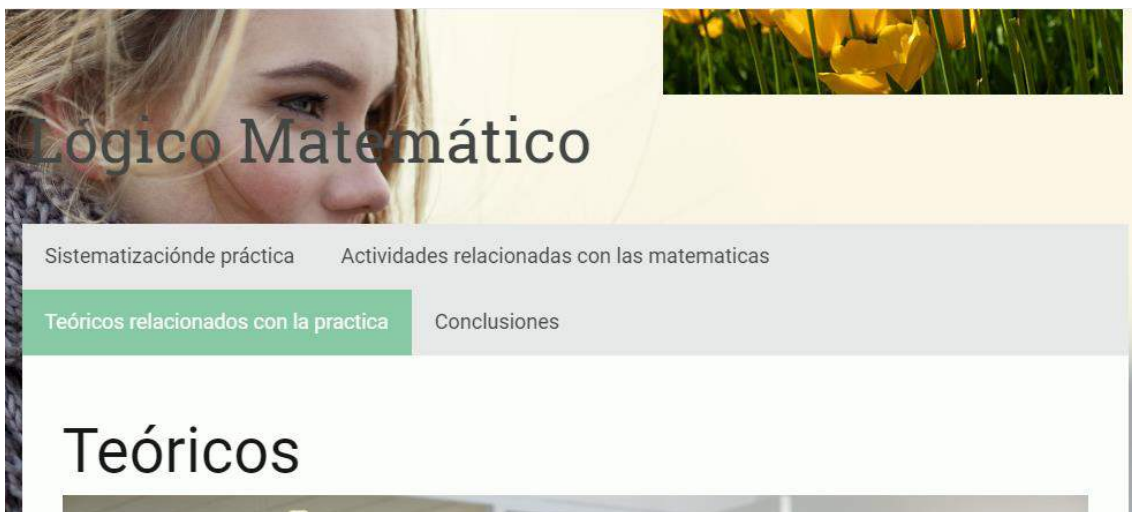 Lógico Matemático
Sistematizaciónde práctica Actividades relacionadas con las matematicas
Teóricos relacionados con la practica Conclusiones
Teóricos